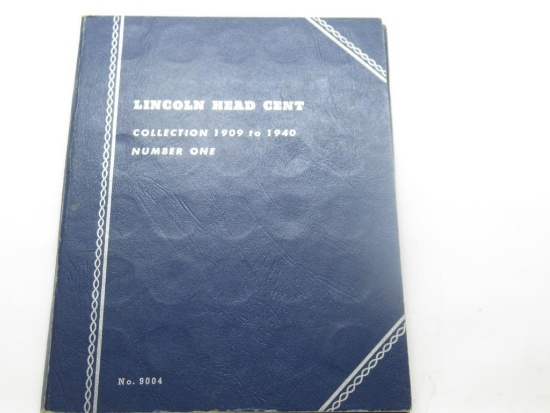 LINCOLN HEAD CENT
COLLECTION 1909 to 1940
NUMBER ONE
No. 9004